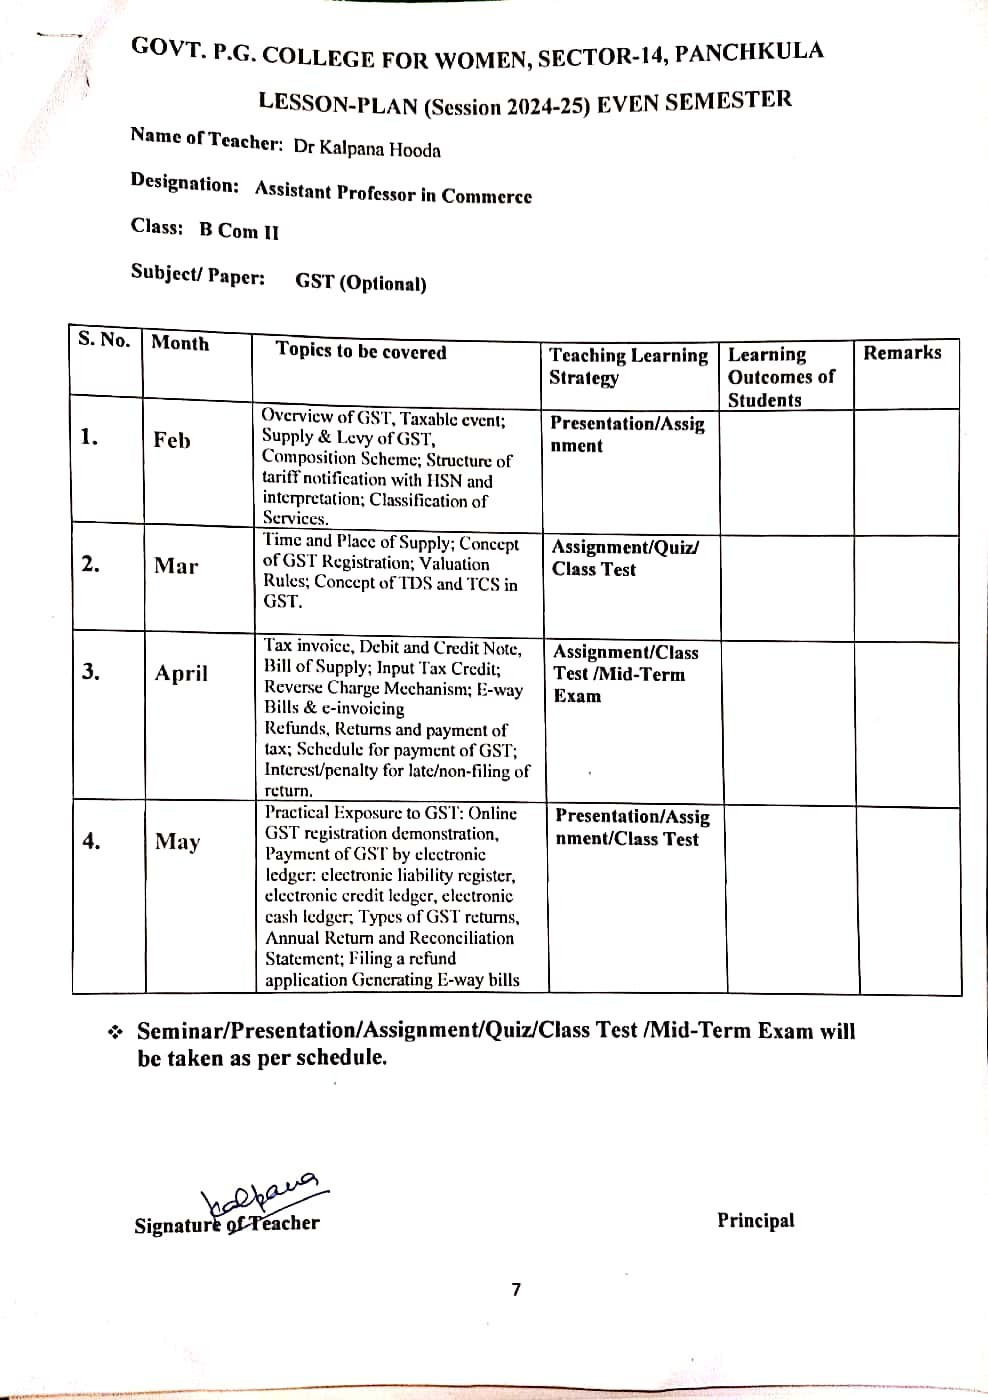 GOVT. P.G. COLLEGE FOR WOMEN, SECTOR-14, PANCHKULA
LESSON-PLAN (Session 2024-25) EVEN SEMESTER
Name of Teacher: Dr Kalpana Hooda
Designation: Assistant Professor in Commerce
Class: B Com II
Subject/ Paper: GST (Optional)
S. No. Month Topics to be covered Teaching Learning Strategy Learning Outcomes of Students Remarks
1. Feb
Overview of GST, Taxable event;
Supply & Levy of GST,
Composition Scheme; Structure of
tariff notification with HSN and
interpretation; Classification of
Services.
Presentation/Assig
nment
2. Mar
Time and Place of Supply; Concept
of GST Registration; Valuation
Rules; Concept of TDS and TCS in
GST.
Assignment/Quiz/
Class Test
3. April
Tax invoice, Debit and Credit Note,
Bill of Supply; Input Tax Credit;
Reverse Charge Mechanism; E-way
Bills & e-invoicing
Refunds, Returns and payment of
tax; Schedule for payment of GST;
Interest/penalty for late/non-filing of
return.
Assignment/Class
Test /Mid-Term
Exam
4. May
Practical Exposure to GST: Online
GST registration demonstration,
Payment of GST by electronic
ledger: electronic liability register,
electronic credit ledger, electronic
cash ledger; Types of GST returns,
Annual Return and Reconciliation
Statement; Filing a refund
application Generating E-way bills
Presentation/Assig
nment/Class Test
❖ Seminar/Presentation/Assignment/Quiz/Class Test /Mid-Term Exam will
be taken as per schedule.
Kalpana
Signature of Teacher
Principal
7